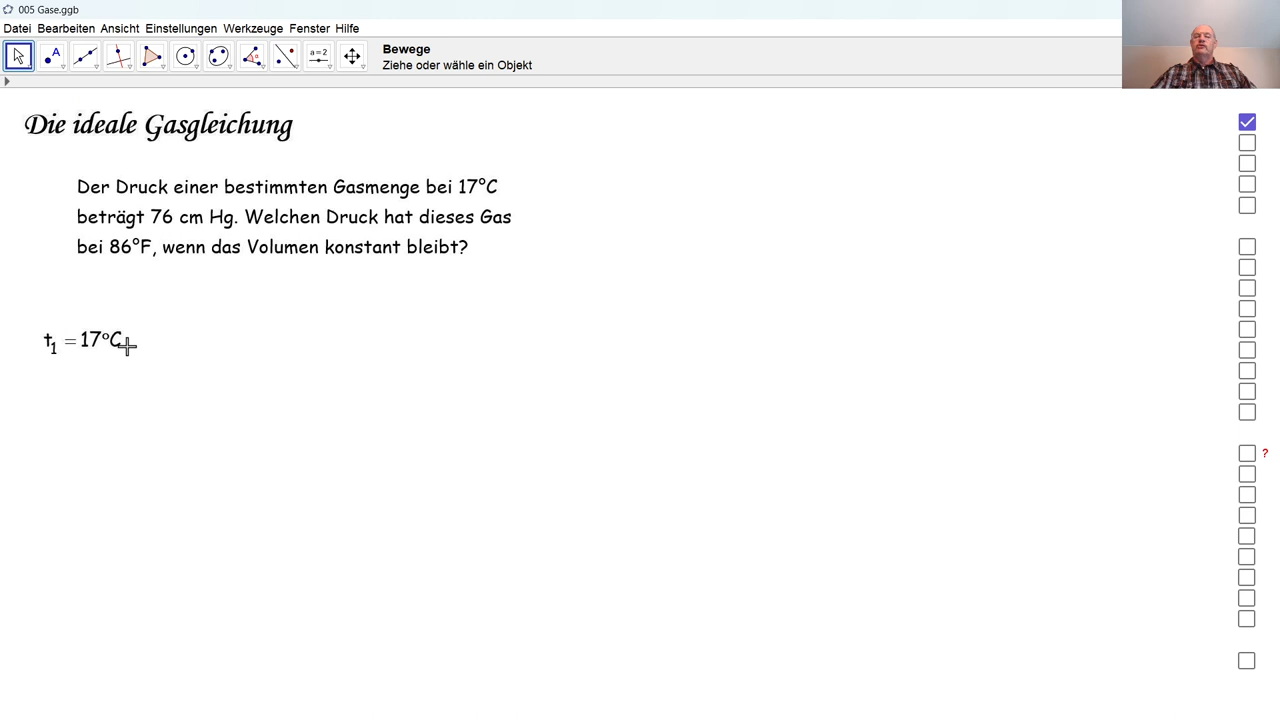 005 Gase.ggb
Datei Bearbeiten Ansicht Einstellungen Werkzeuge Fenster Hilfe
A
a=2
Bewege
Ziehe oder wähle ein Objekt
Die ideale Gasgleichung
Der Druck einer bestimmten Gasmenge bei 17°C
beträgt 76 cm Hg. Welchen Druck hat dieses Gas
bei 86°F, wenn das Volumen konstant bleibt?
t₁ = 17°C
?